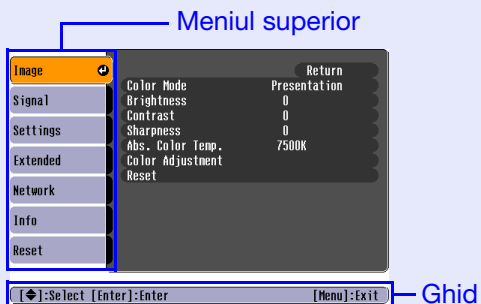 Meniul superior
Image
Signal
Settings
Extended
Network
Info
Reset
Return
Color Mode Presentation
Brightness 0
Contrast 0
Sharpness 0
Abs. Color Temp. 7500K
Color Adjustment
Reset
[◆]:Select [Enter]:Enter [Menu]:Exit
Ghid